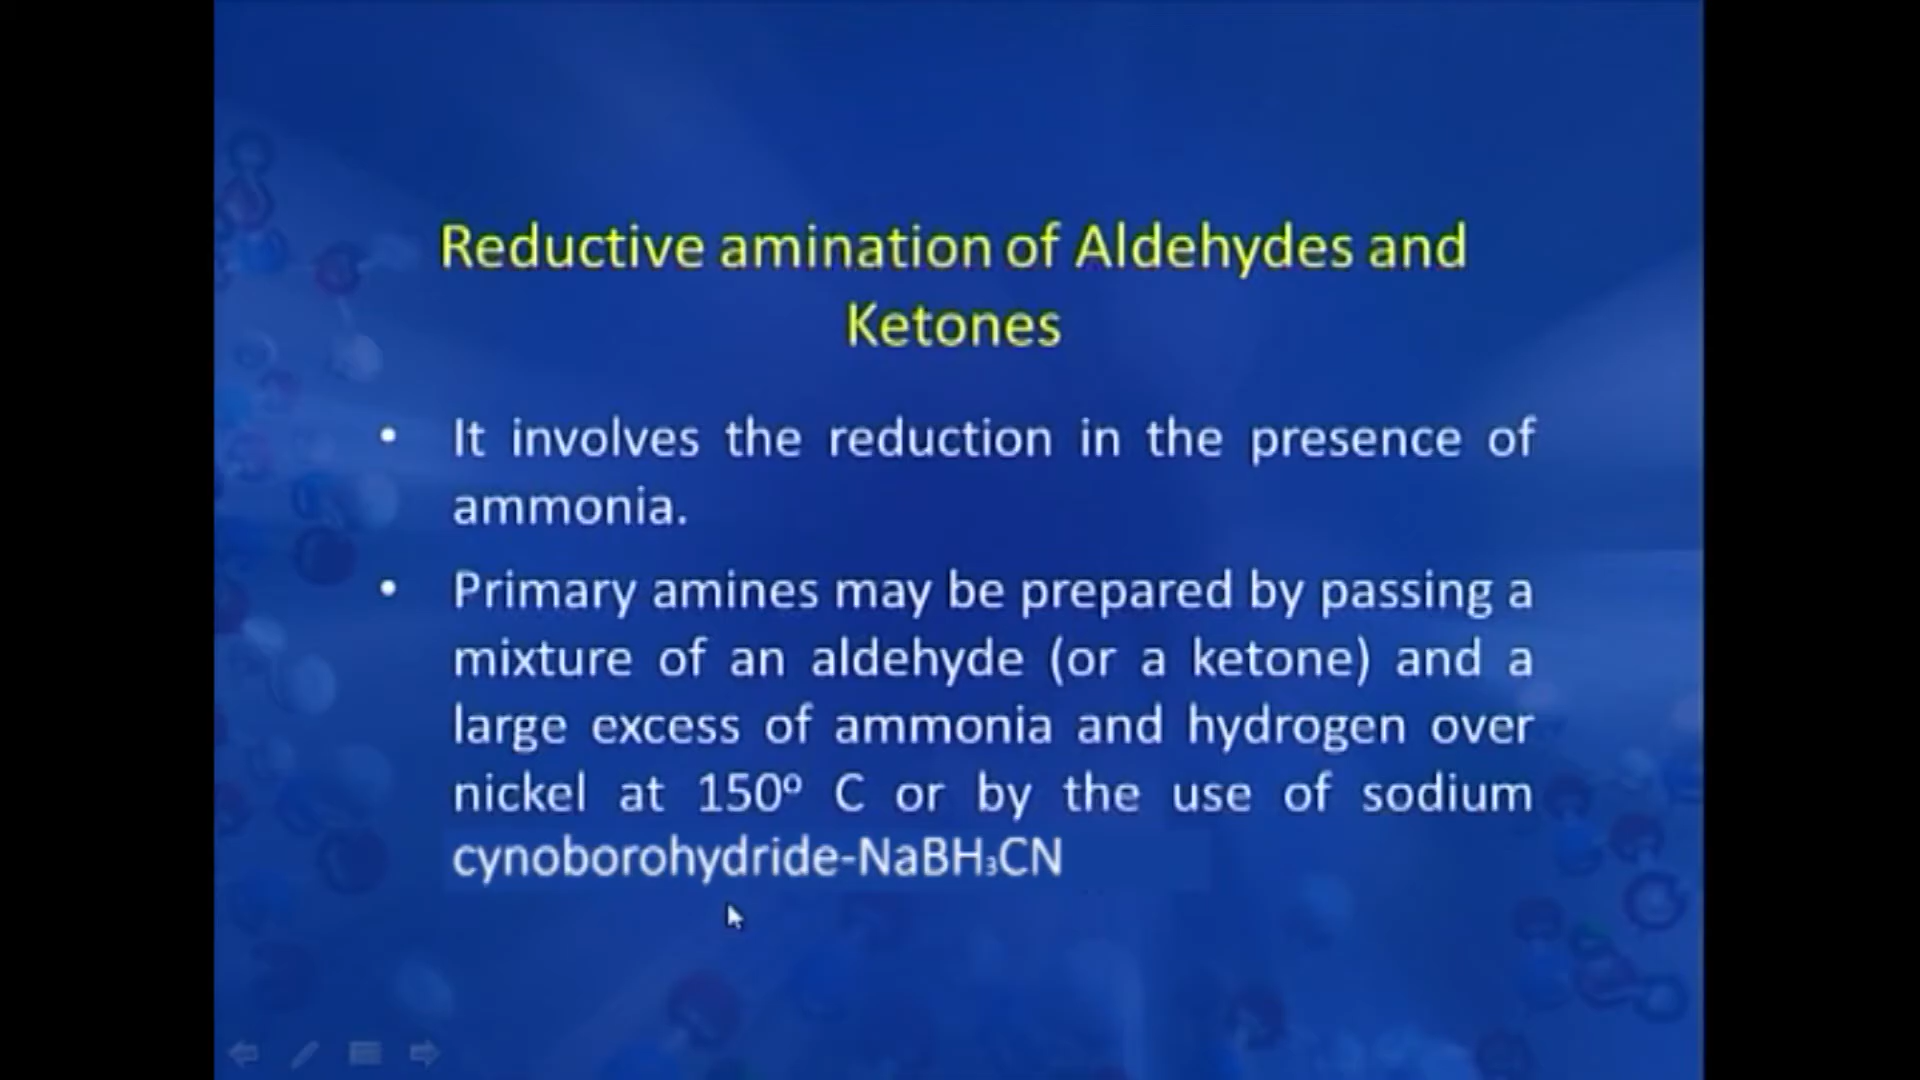 Reductive amination of Aldehydes and
Ketones
• It involves the reduction in the presence of
ammonia.
• Primary amines may be prepared by passing a
mixture of an aldehyde (or a ketone) and a
large excess of ammonia and hydrogen over
nickel at 150º C or by the use of sodium
cynoborohydride-NaBH₃CN